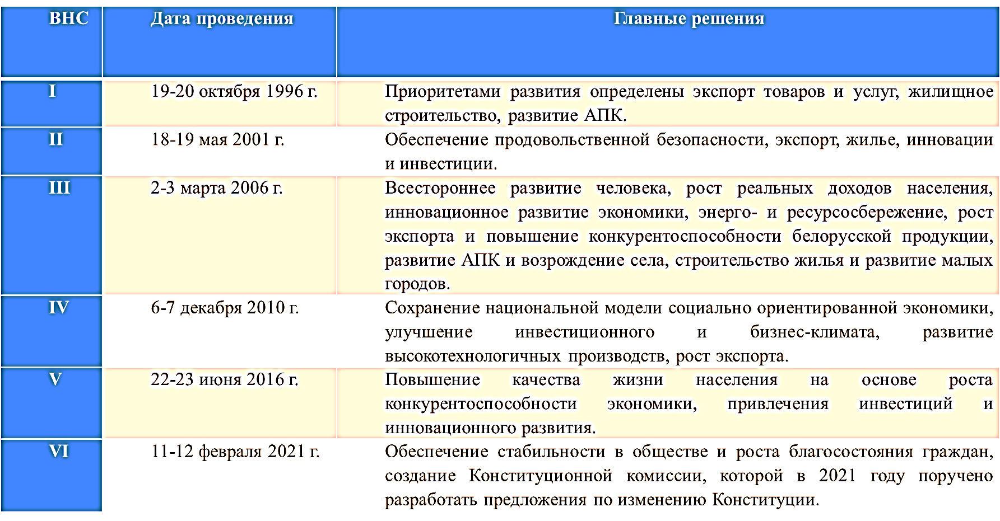 ВНС Дата проведения Главные решения
I 19-20 октября 1996 г. Приоритетами развития определены экспорт товаров и услуг, жилищное
строительство, развитие АПК.
II 18-19 мая 2001 г. Обеспечение продовольственной безопасности, экспорт, жилье, инновации
и инвестиции.
III 2-3 марта 2006 г. Всестороннее развитие человека, рост реальных доходов населения,
инновационное развитие экономики, энерго- и ресурсосбережение, рост
экспорта и повышение конкурентоспособности белорусской продукции,
развитие АПК и возрождение села, строительство жилья и развитие малых
городов.
IV 6-7 декабря 2010 г. Сохранение национальной модели социально ориентированной экономики,
улучшение инвестиционного и бизнес-климата, развитие
высокотехнологичных производств, рост экспорта.
V 22-23 июня 2016 г. Повышение качества жизни населения на основе роста
конкурентоспособности экономики, привлечения инвестиций и
инновационного развития.
VI 11-12 февраля 2021 г. Обеспечение стабильности в обществе и роста благосостояния граждан,
создание Конституционной комиссии, которой в 2021 году поручено
разработать предложения по изменению Конституции.